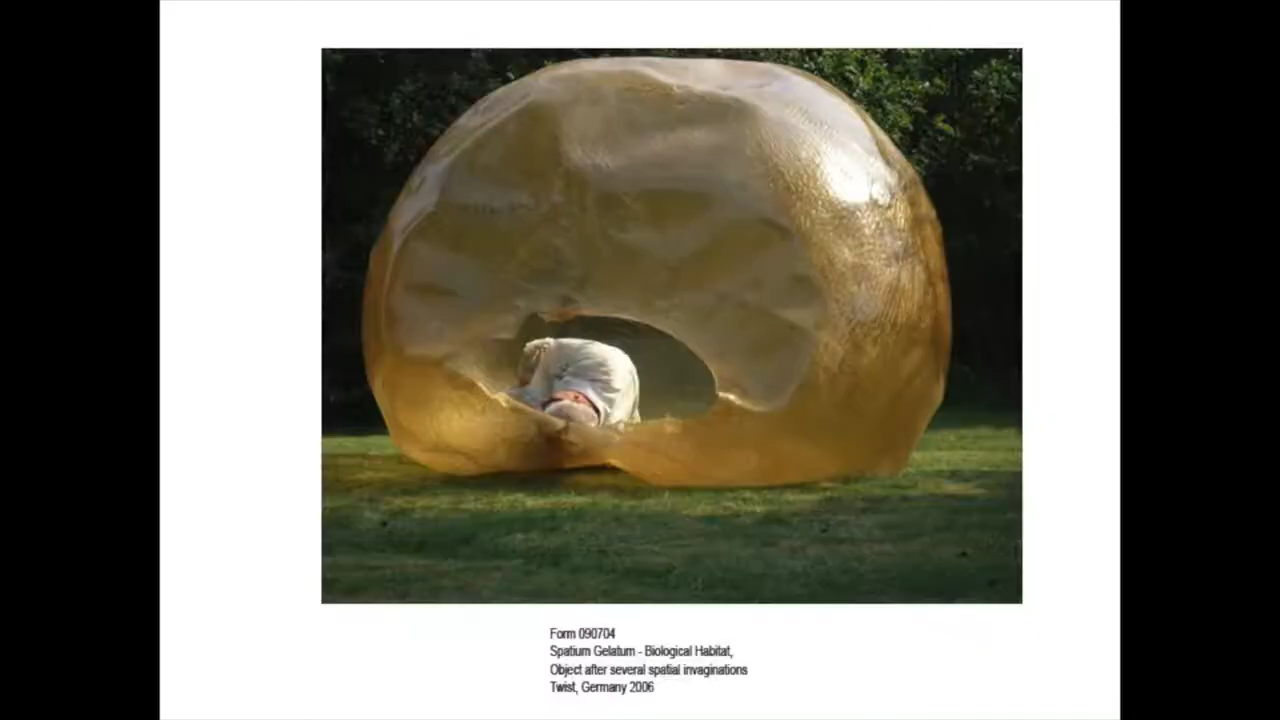 Form 090704
Spatium Gelatum - Biological Habitat,
Object after several spatial invaginations
Twist, Germany 2006